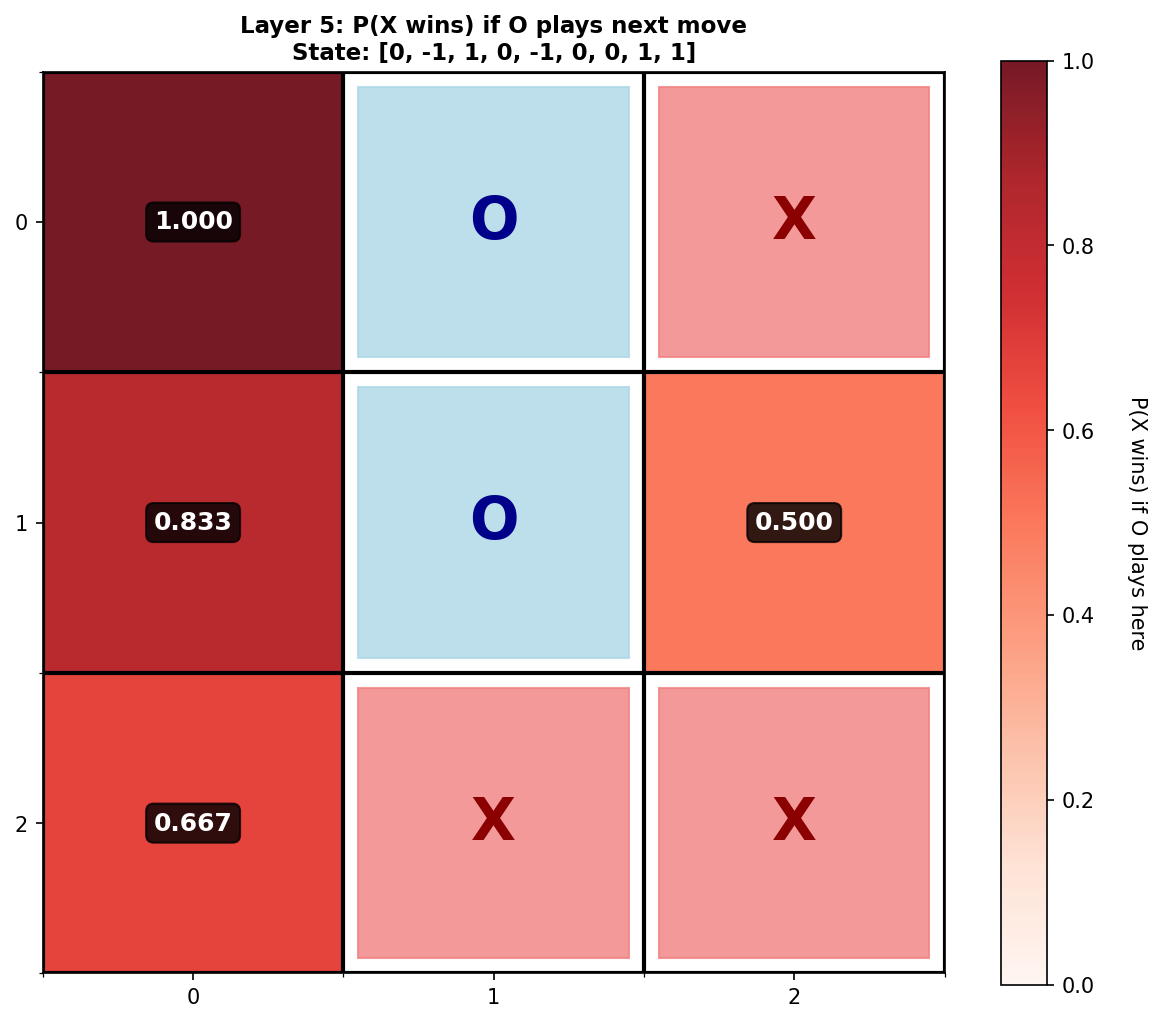 Layer 5: P(X wins) if O plays next move
State: [0, -1, 1, 0, -1, 0, 0, 1, 1]
0
1.000
O
X
1
0.833
O
0.500
2
0.667
X
X
0
1
2
1.0
0.8
0.6
0.4
0.2
0.0
P(X wins) if O plays here